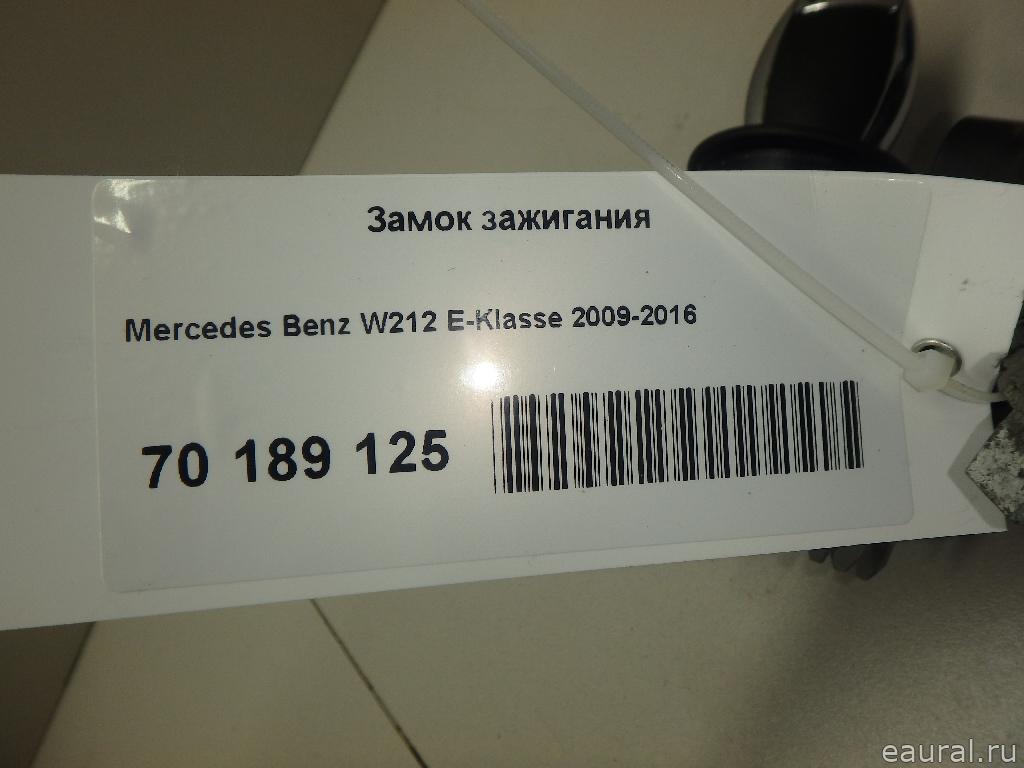 Замок зажигания
Mercedes Benz W212 E-Klasse 2009-2016
70 189 125
eaural.ru